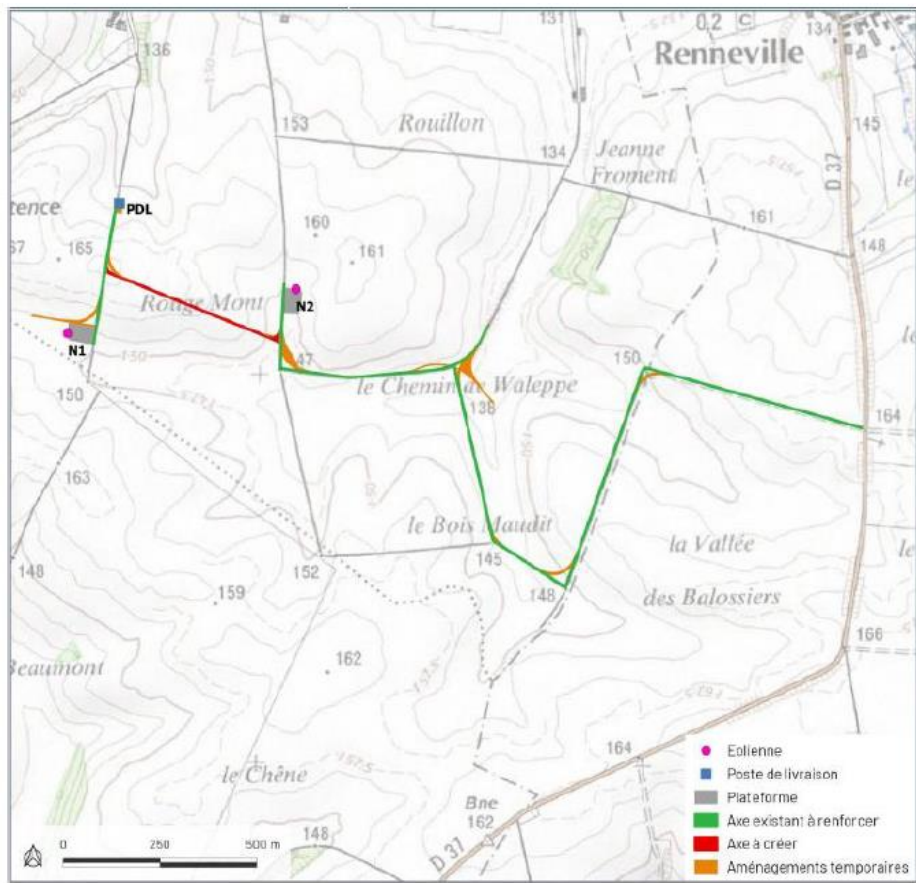 0.2 C
131
134
136
Renneville
145
Rouillon
153
134
Jeanne
Froment
D 37
tence
PDL
160
161
161
165
148
Rouge Mont
N2
N1
47
150
le Chemin de Waleppe
150
138
164
163
le Bois Maudit
145
la Vallée
148
152
148
159
des Balossiers
166
Beaumont
162
164
le Chêne
Bne
162
148
D 37
Eolienne
Poste de livraison
Plateforme
Axe existant à renforcer
Axe à créer
Aménagements temporaires
0 250 500 m